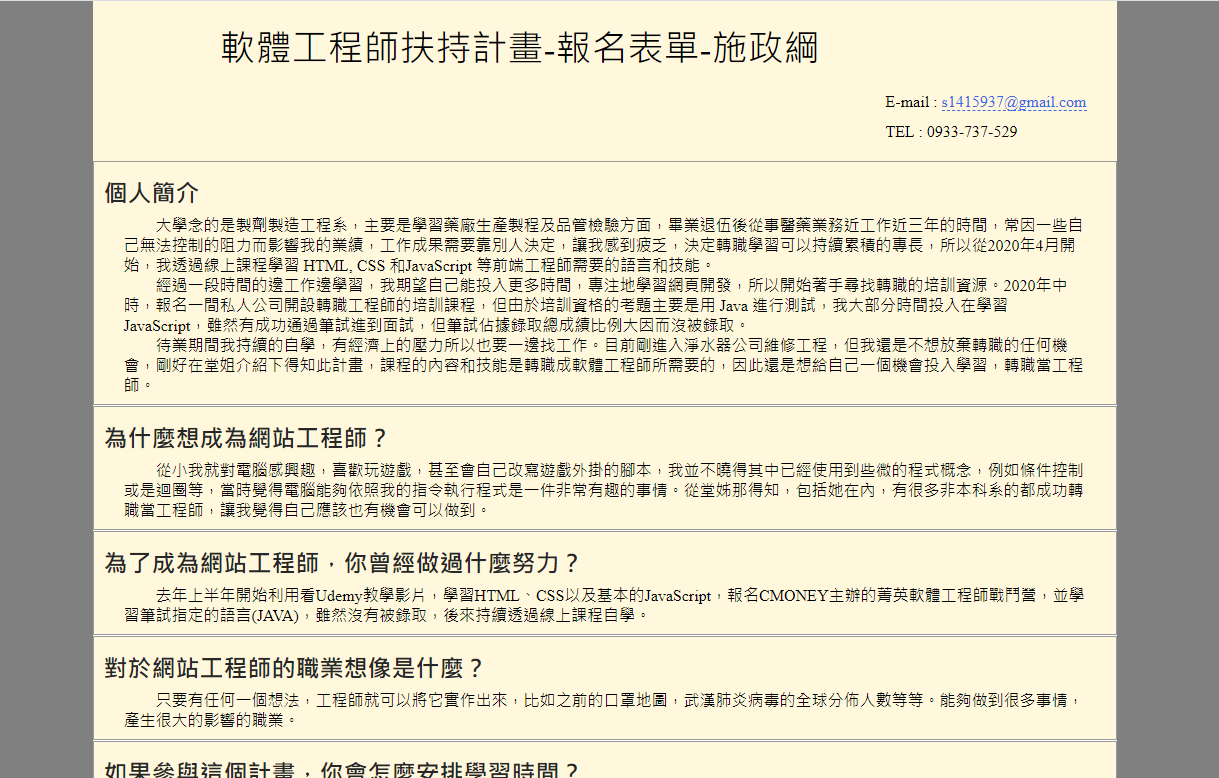 軟體工程師扶持計畫-報名表單-施政綱
E-mail : s1415937@gmail.com
TEL : 0933-737-529
個人簡介
大學念的是製劑製造工程系，主要是學習藥廠生產製程及品管檢驗方面，畢業退伍後從事醫藥業務近工作近三年的時間，常因一些自
己無法控制的阻力而影響我的業績，工作成果需要靠別人決定，讓我感到疲乏，決定轉職學習可以持續累積的專長，所以從2020年4月開
始，我透過線上課程學習 HTML, CSS 和JavaScript 等前端工程師需要的語言和技能。
經過一段時間的邊工作邊學習，我期望自己能投入更多時間，專注地學習網頁開發，所以開始著手尋找轉職的培訓資源。2020年中
時，報名一間私人公司開設轉職工程師的培訓課程，但由於培訓資格的考題主要是用 Java 進行測試，我大部分時間投入在學習
JavaScript，雖然有成功通過筆試進到面試，但筆試佔據錄取總成績比例大因而沒被錄取。
待業期間我持續的自學，有經濟上的壓力所以也要一邊找工作。目前剛進入淨水器公司維修工程，但我還是不想放棄轉職的任何機
會，剛好在堂姐介紹下得知此計畫，課程的內容和技能是轉職成軟體工程師所需要的，因此還是想給自己一個機會投入學習，轉職當工程
師。
為什麼想成為網站工程師？
從小我就對電腦感興趣，喜歡玩遊戲，甚至會自己改寫遊戲外掛的腳本，我並不曉得其中已經使用到些微的程式概念，例如條件控制
或是迴圈等，當時覺得電腦能夠依照我的指令執行程式是一件非常有趣的事情。從堂姊那得知，包括她在內，有很多非本科系的都成功轉
職當工程師，讓我覺得自己應該也有機會可以做到。
為了成為網站工程師，你曾經做過什麼努力？
去年上半年開始利用看Udemy教學影片，學習HTML、CSS以及基本的JavaScript，報名CMONEY主辦的菁英軟體工程師戰鬥營，並學
習筆試指定的語言(JAVA)，雖然沒有被錄取，後來持續透過線上課程自學。
對於網站工程師的職業想像是什麼？
只要有任何一個想法，工程師就可以將它實作出來，比如之前的口罩地圖，武漢肺炎病毒的全球分佈人數等等。能夠做到很多事情，
產生很大的影響的職業。
如果參與這個計畫，你會怎麼安排學習時間？